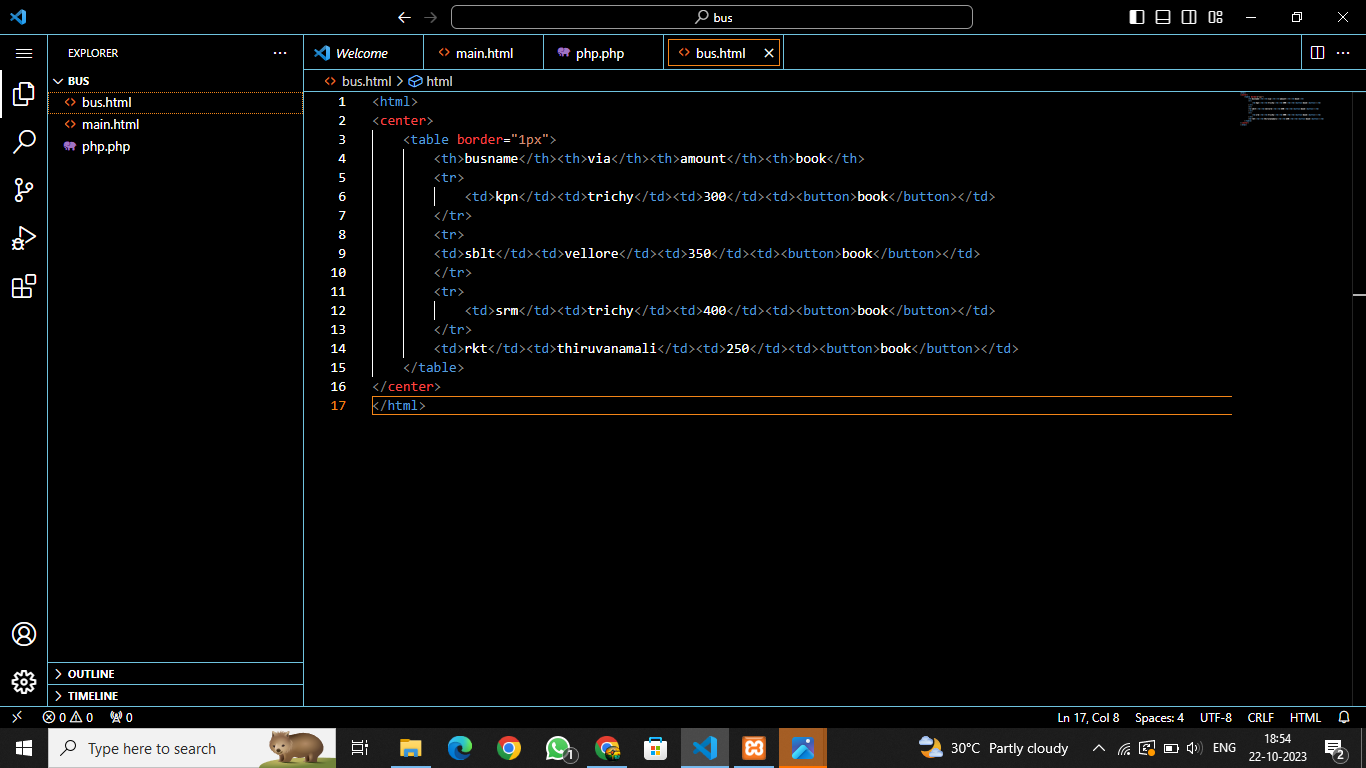 bus
EXPLORER
Welcome
main.html
php.php
bus.html
BUS
bus.html
main.html
php.php
bus.html > html
1 <html>
2 <center>
3 <table border="1px">
4 <th>busname</th><th>via</th><th>amount</th><th>book</th>
5 <tr>
6 <td>kpn</td><td>trichy</td><td>300</td><td><button>book</button></td>
7 </tr>
8 <tr>
9 <td>sblt</td><td>vellore</td><td>350</td><td><button>book</button></td>
10 </tr>
11 <tr>
12 <td>srm</td><td>trichy</td><td>400</td><td><button>book</button></td>
13 </tr>
14 <td>rkt</td><td>thiruvanamali</td><td>250</td><td><button>book</button></td>
15 </table>
16 </center>
17 </html>
OUTLINE
TIMELINE
0 0 0
Ln 17, Col 8 Spaces: 4 UTF-8 CRLF HTML
Type here to search
1
30°C Partly cloudy
ENG
18:54
22-10-2023
2